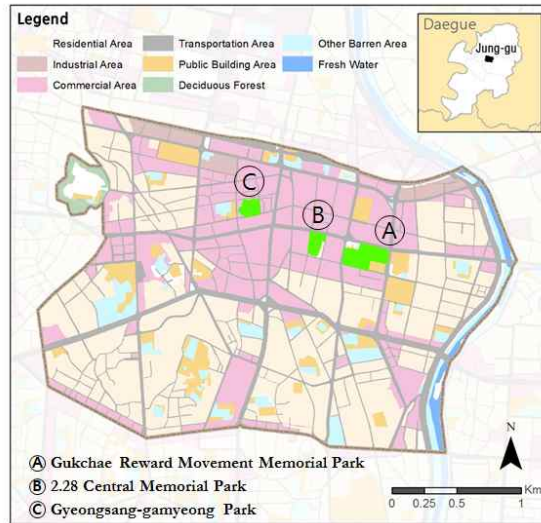 Legend
Residential Area
Transportation Area
Other Barren Area
Industrial Area
Public Building Area
Fresh Water
Commercial Area
Deciduous Forest
Daegue
Jung-gu
C
B
A
Ⓐ Gukchae Reward Movement Memorial Park
Ⓑ 2.28 Central Memorial Park
Ⓒ Gyeongsang-gamyeong Park
N
Km
0 0.25 0.5 1